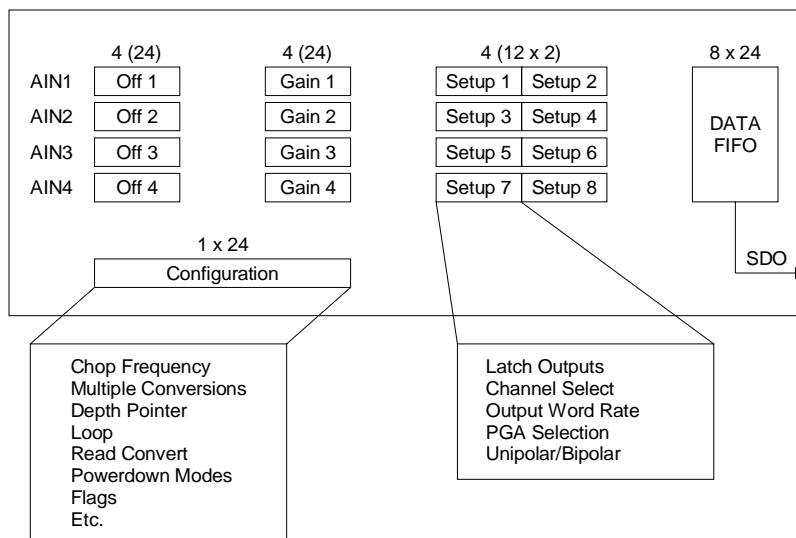 4 (24) 4 (24) 4 (12 x 2) 8 x 24
AIN1 Off 1 Gain 1 Setup 1 Setup 2
AIN2 Off 2 Gain 2 Setup 3 Setup 4
AIN3 Off 3 Gain 3 Setup 5 Setup 6
AIN4 Off 4 Gain 4 Setup 7 Setup 8
DATA
FIFO
SDO
1 x 24
Configuration
Chop Frequency
Multiple Conversions
Depth Pointer
Loop
Read Convert
Powerdown Modes
Flags
Etc.
Latch Outputs
Channel Select
Output Word Rate
PGA Selection
Unipolar/Bipolar